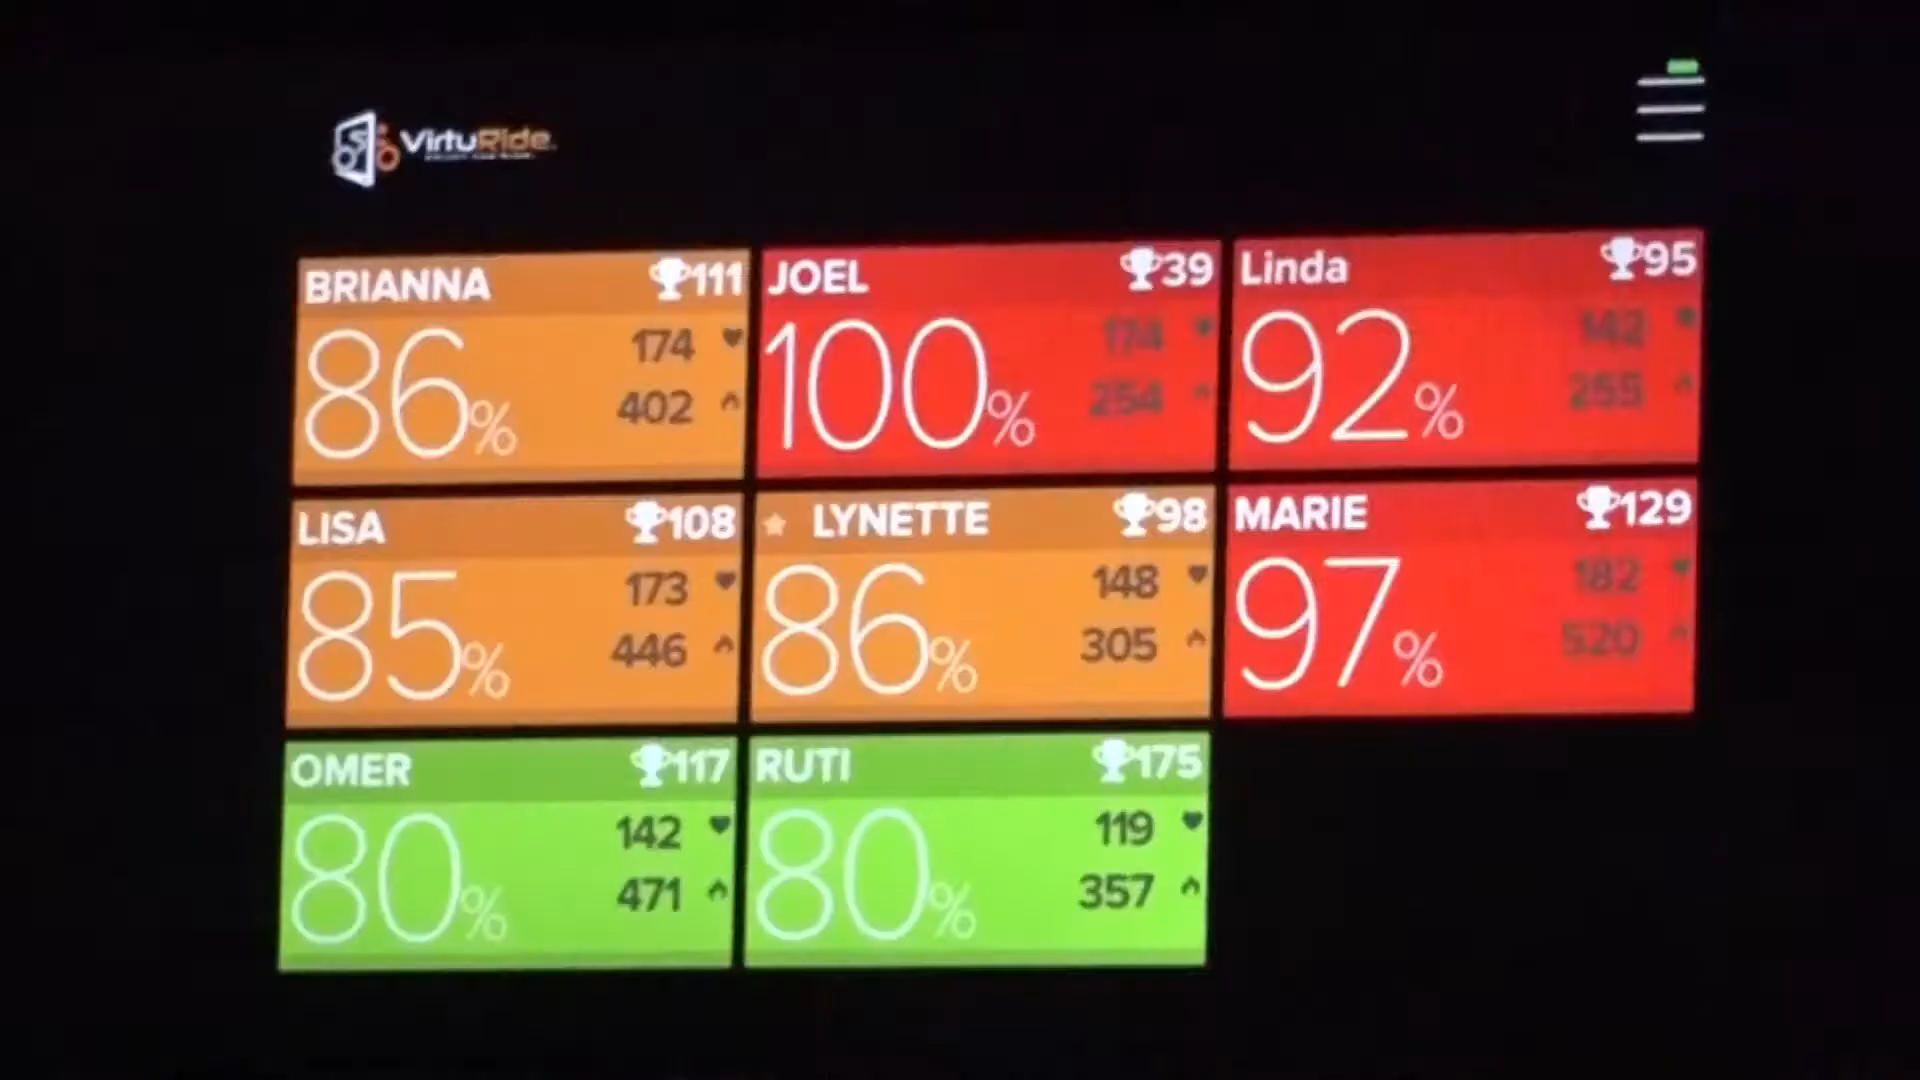 VirtuRide
BRIANNA 111
86% 174
402
JOEL 39
100% 174
254
Linda 95
92% 142
255
LISA 108
85% 173
446
LYNETTE 98
86% 148
305
MARIE 129
97% 182
520
OMER 117
80% 142
471
RUTI 175
80% 119
357